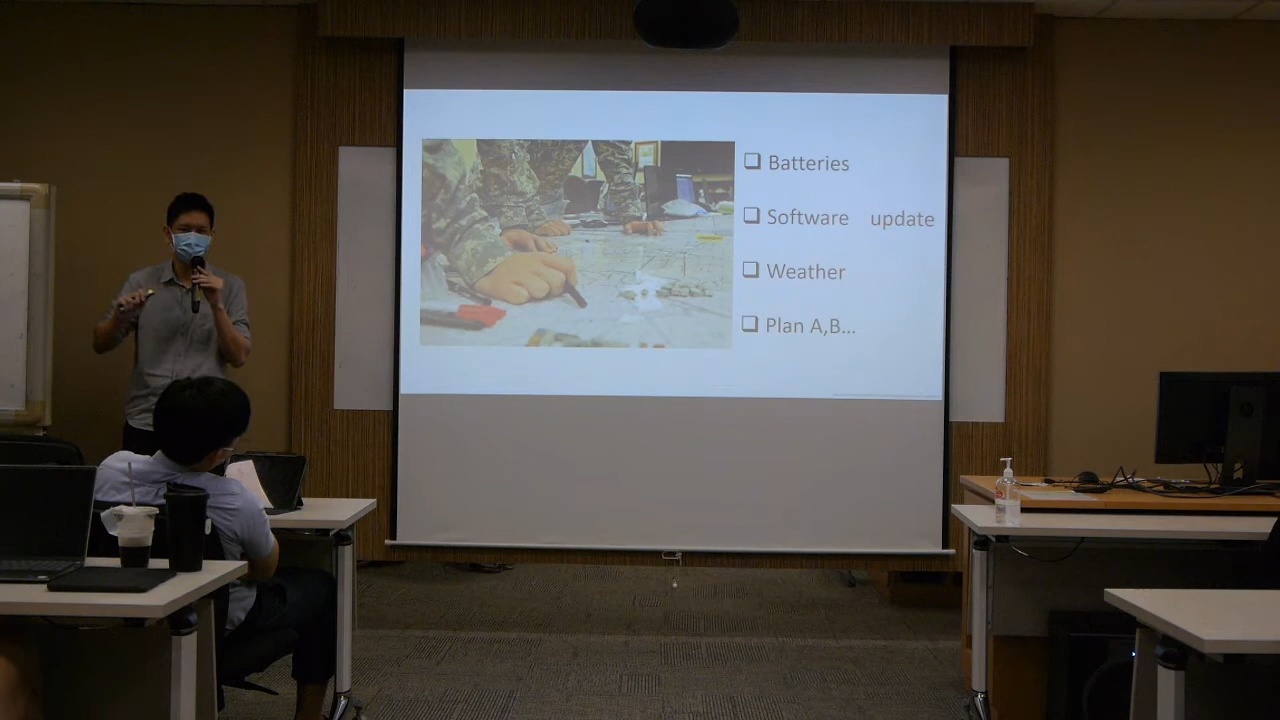 ❑ Batteries
❑ Software update
❑ Weather
❑ Plan A,B...